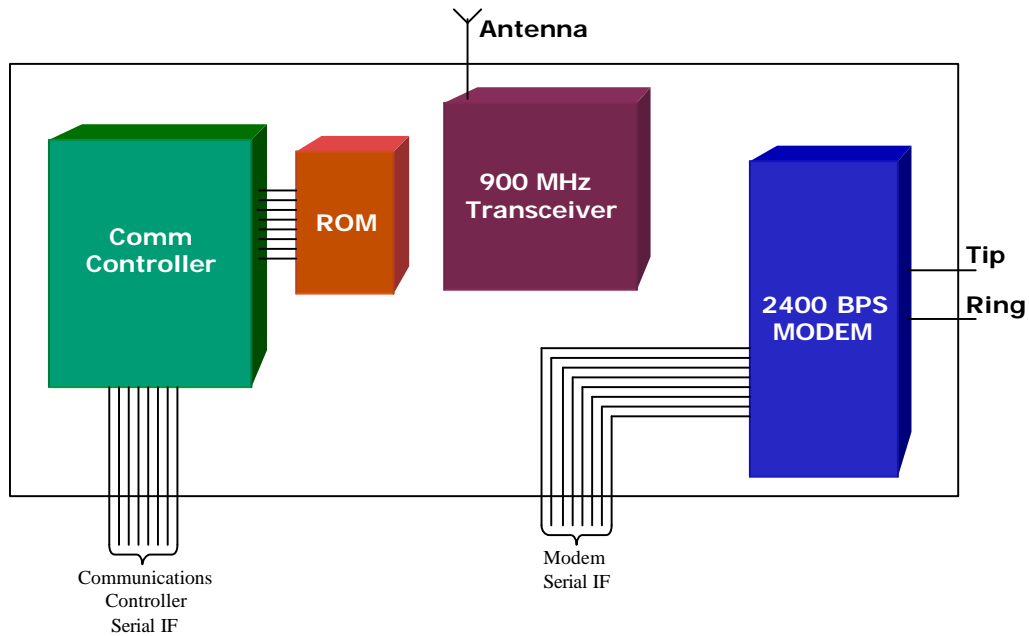 Antenna
900 MHz
Transceiver
ROM
Comm
Controller
Tip
Ring
2400 BPS
MODEM
Communications
Controller
Serial IF
Modem
Serial IF